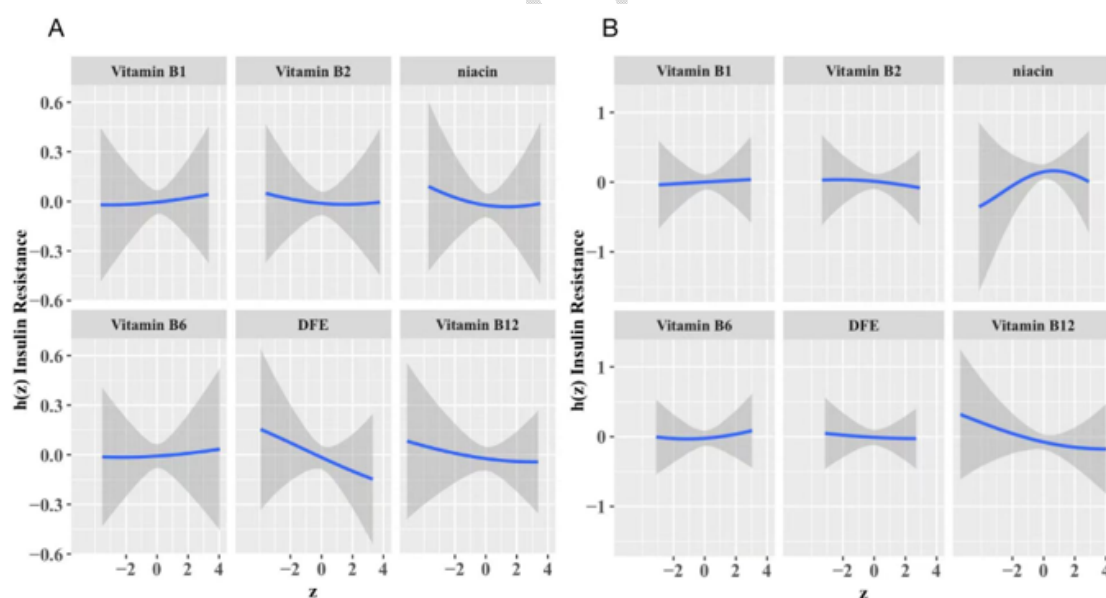 A
B
Vitamin B1
Vitamin B2
niacin
Vitamin B1
Vitamin B2
niacin
0.6
0.3
0.0
−0.3
−0.6
1
0
−1
h(z) Insulin Resistance
h(z) Insulin Resistance
Vitamin B6
DFE
Vitamin B12
Vitamin B6
DFE
Vitamin B12
0.6
0.3
0.0
−0.3
−0.6
1
0
−1
−2 0 2 4
−2 0 2 4
−2 0 2 4
−2 0 2 4
−2 0 2 4
−2 0 2 4
z
z